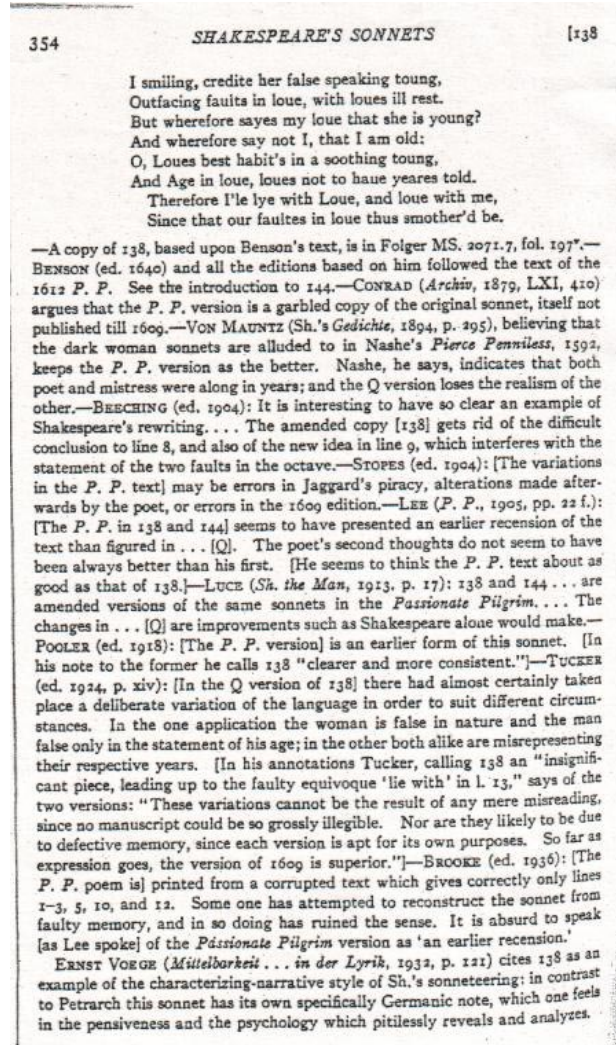 354 SHAKESPEARE'S SONNETS [138
I smiling, credite her false speaking toung,
Outfacing faults in loue, with loues ill rest.
But wherefore sayes my loue that she is young?
And wherefore say not I, that I am old:
O, Loues best habit's in a soothing toung,
And Age in loue, loues not to haue yeares told.
Therefore I'le lye with Loue, and loue with me,
Since that our faultes in loue thus smother'd be.
—A copy of 138, based upon Benson's text, is in Folger MS. 2071.7, fol. 197ᵛ.—
BENSON (ed. 1640) and all the editions based on him followed the text of the
1612 P. P. See the introduction to 144.—CONRAD (Archiv, 1879, LXI, 410)
argues that the P. P. version is a garbled copy of the original sonnet, itself not
published till 1609.—VON MAUNTZ (Sh.'s Gedichte, 1894, p. 295), believing that
the dark woman sonnets are alluded to in Nashe's Pierce Penniless, 1592,
keeps the P. P. version as the better. Nashe, he says, indicates that both
poet and mistress were along in years; and the Q version loses the realism of the
other.—BEECHING (ed. 1904): It is interesting to have so clear an example of
Shakespeare's rewriting. . . . The amended copy [138] gets rid of the difficult
conclusion to line 8, and also of the new idea in line 9, which interferes with the
statement of the two faults in the octave.—STOPES (ed. 1904): [The variations
in the P. P. text] may be errors in Jaggard's piracy, alterations made after-
wards by the poet, or errors in the 1609 edition.—LEE (P. P., 1905, pp. 22 f.):
[The P. P. in 138 and 144] seems to have presented an earlier recension of the
text than figured in . . . [Q]. The poet's second thoughts do not seem to have
been always better than his first. [He seems to think the P. P. text about as
good as that of 138.]—LUCE (Sh. the Man, 1913, p. 17): 138 and 144 . . . are
amended versions of the same sonnets in the Passionate Pilgrim. . . . The
changes in . . . [Q] are improvements such as Shakespeare alone would make.—
POOLER (ed. 1918): [The P. P. version] is an earlier form of this sonnet. [In
his note to the former he calls 138 "clearer and more consistent."]—TUCKER
(ed. 1924, p. xiv): [In the Q version of 138] there had almost certainly taken
place a deliberate variation of the language in order to suit different circum-
stances. In the one application the woman is false in nature and the man
false only in the statement of his age; in the other both alike are misrepresenting
their respective years. [In his annotations Tucker, calling 138 an "insignifi-
cant piece, leading up to the faulty equivoque 'lie with' in l. 13," says of the
two versions: "These variations cannot be the result of any mere misreading,
since no manuscript could be so grossly illegible. Nor are they likely to be due
to defective memory, since each version is apt for its own purposes. So far as
expression goes, the version of 1609 is superior."]—BROOKE (ed. 1936): [The
P. P. poem is] printed from a corrupted text which gives correctly only lines
1–3, 5, 10, and 12. Some one has attempted to reconstruct the sonnet from
faulty memory, and in so doing has ruined the sense. It is absurd to speak
[as Lee spoke] of the Passionate Pilgrim version as 'an earlier recension.'
ERNST VOEGE (Mittelbarkeit . . . in der Lyrik, 1932, p. 121) cites 138 as an
example of the characterizing-narrative style of Sh.'s sonneteering: in contrast
to Petrarch this sonnet has its own specifically Germanic note, which one feels
in the pensiveness and the psychology which pitilessly reveals and analyzes.